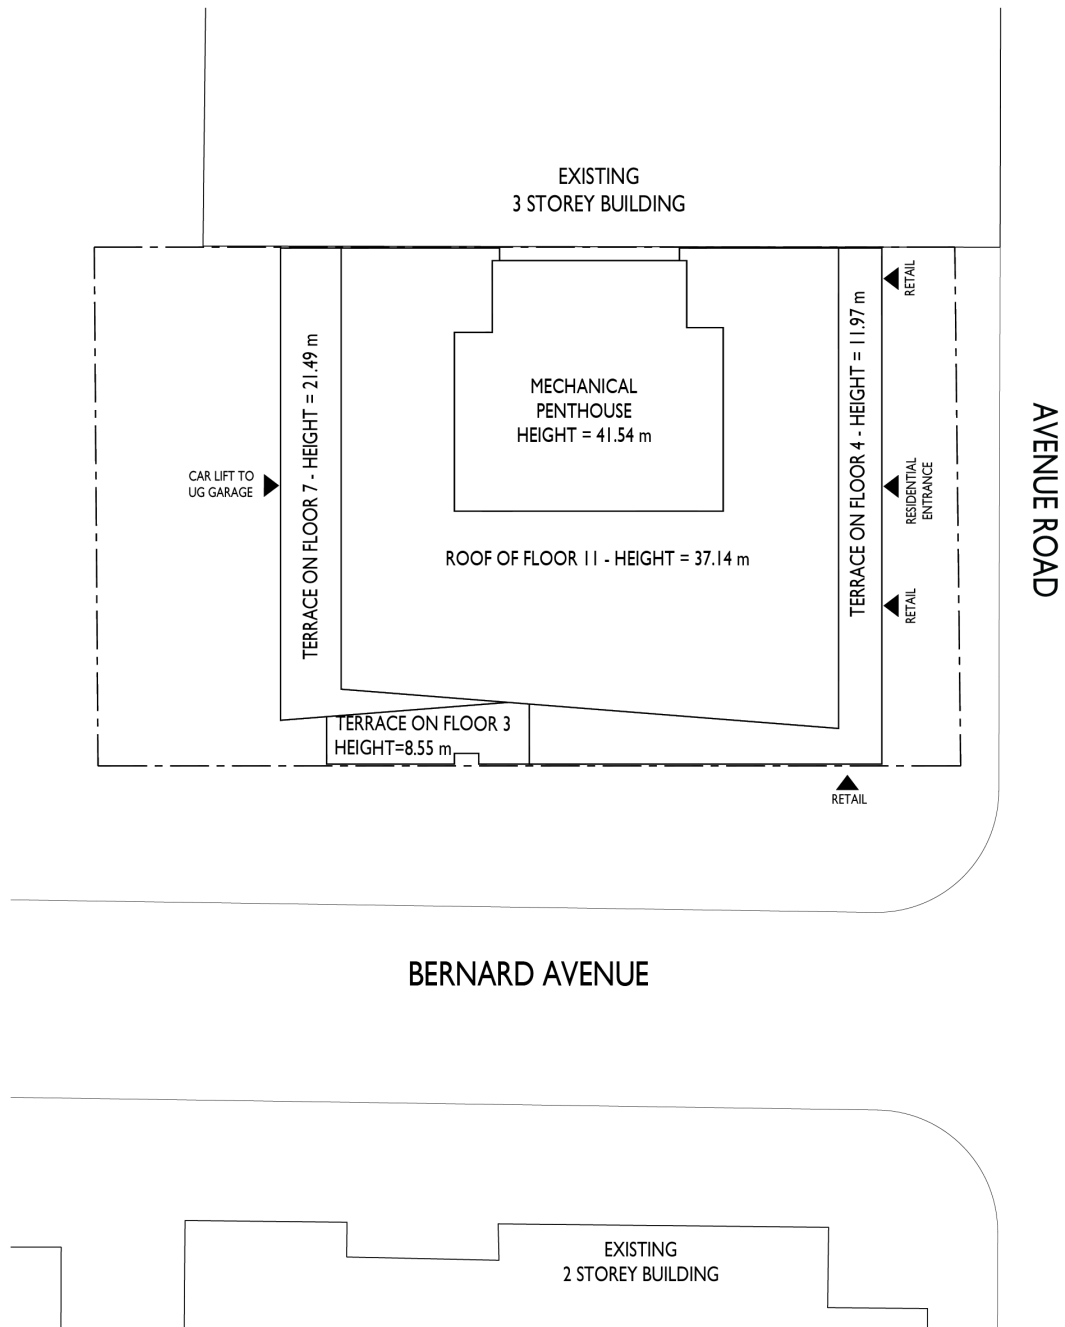 EXISTING
3 STOREY BUILDING
RETAIL
TERRACE ON FLOOR 7 - HEIGHT = 21.49 m
TERRACE ON FLOOR 4 - HEIGHT = 11.97 m
MECHANICAL
PENTHOUSE
HEIGHT = 41.54 m
AVENUE ROAD
CAR LIFT TO
UG GARAGE
RESIDENTIAL
ENTRANCE
ROOF OF FLOOR 11 - HEIGHT = 37.14 m
RETAIL
TERRACE ON FLOOR 3
HEIGHT=8.55 m
RETAIL
BERNARD AVENUE
EXISTING
2 STOREY BUILDING